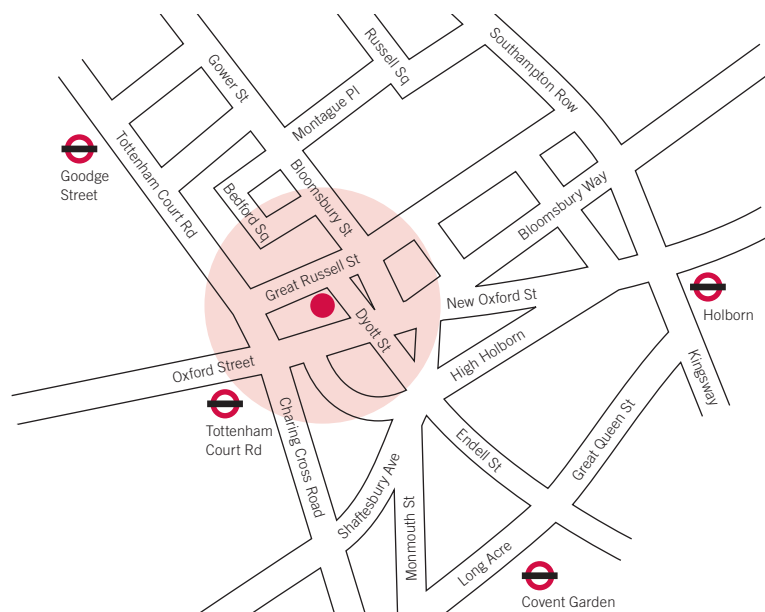 Gower St
Russell Sq
Southampton Row
Montague Pl
Goodge
Street
Tottenham Court Rd
Bedford Sq
Bloomsbury St
Bloomsbury Way
Great Russell St
New Oxford St
Holborn
Dyott St
High Holborn
Oxford Street
Kingsway
Tottenham
Court Rd
Charing Cross Road
Endell St
Great Queen St
Shaftesbury Ave
Monmouth St
Long Acre
Covent Garden